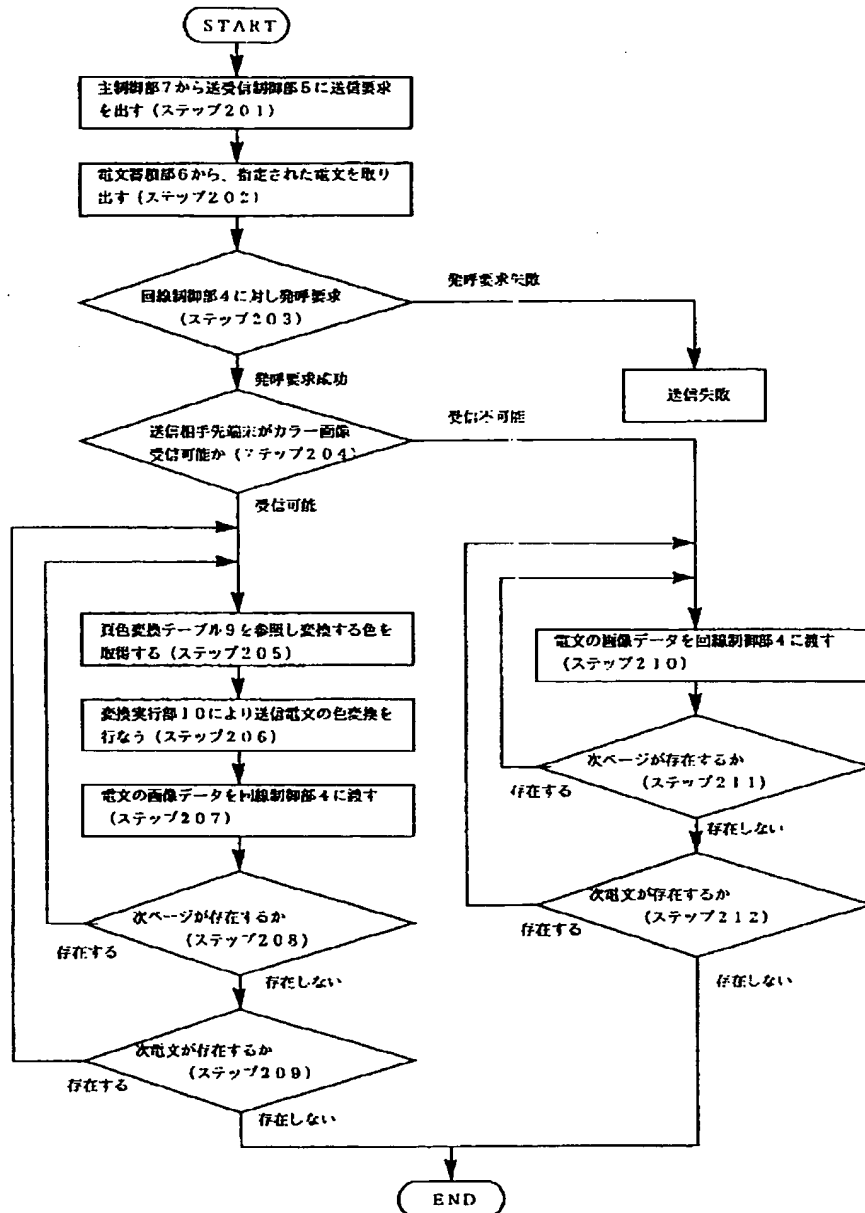 START
主制御部7から送受信制御部5に送信要求
を出す(ステップ201)
電文蓄積部6から、指定された電文を取り
出す(ステップ202)
回線制御部4に対し発呼要求
(ステップ203)
発呼要求失敗
送信失敗
発呼要求成功
送信相手先端末がカラー画像
受信可能か(ステップ204)
受信不可能
受信可能
頁色変換テーブル9を参照し変換する色を
取得する(ステップ205)
変換実行部10により送信電文の色変換を
行なう(ステップ206)
電文の画像データを回線制御部4に渡す
(ステップ207)
次ページが存在するか
(ステップ208)
存在する
存在しない
次電文が存在するか
(ステップ209)
存在する
存在しない
電文の画像データを回線制御部4に渡す
(ステップ210)
次ページが存在するか
(ステップ211)
存在する
存在しない
次電文が存在するか
(ステップ212)
存在する
存在しない
END